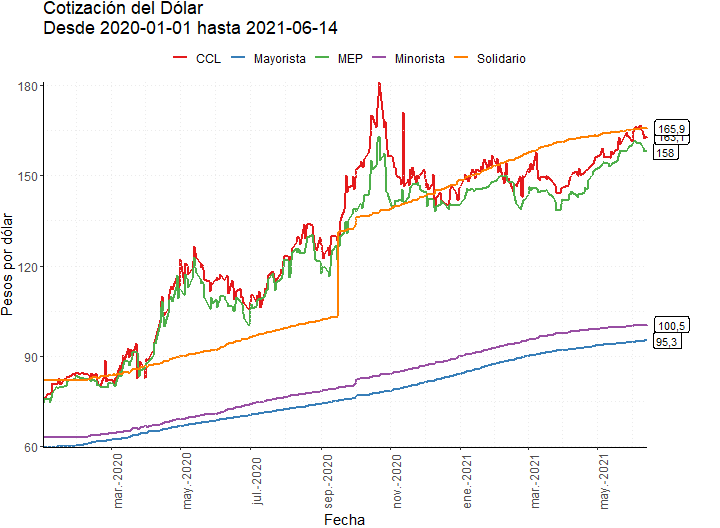 Cotización del Dólar
Desde 2020-01-01 hasta 2021-06-14
CCL Mayorista MEP Minorista Solidario
180
150
120
90
60
Pesos por dólar
165,9
163,1
158
100,5
95,3
mar.-2020
may.-2020
jul.-2020
sep.-2020
nov.-2020
ene.-2021
mar.-2021
may.-2021
Fecha